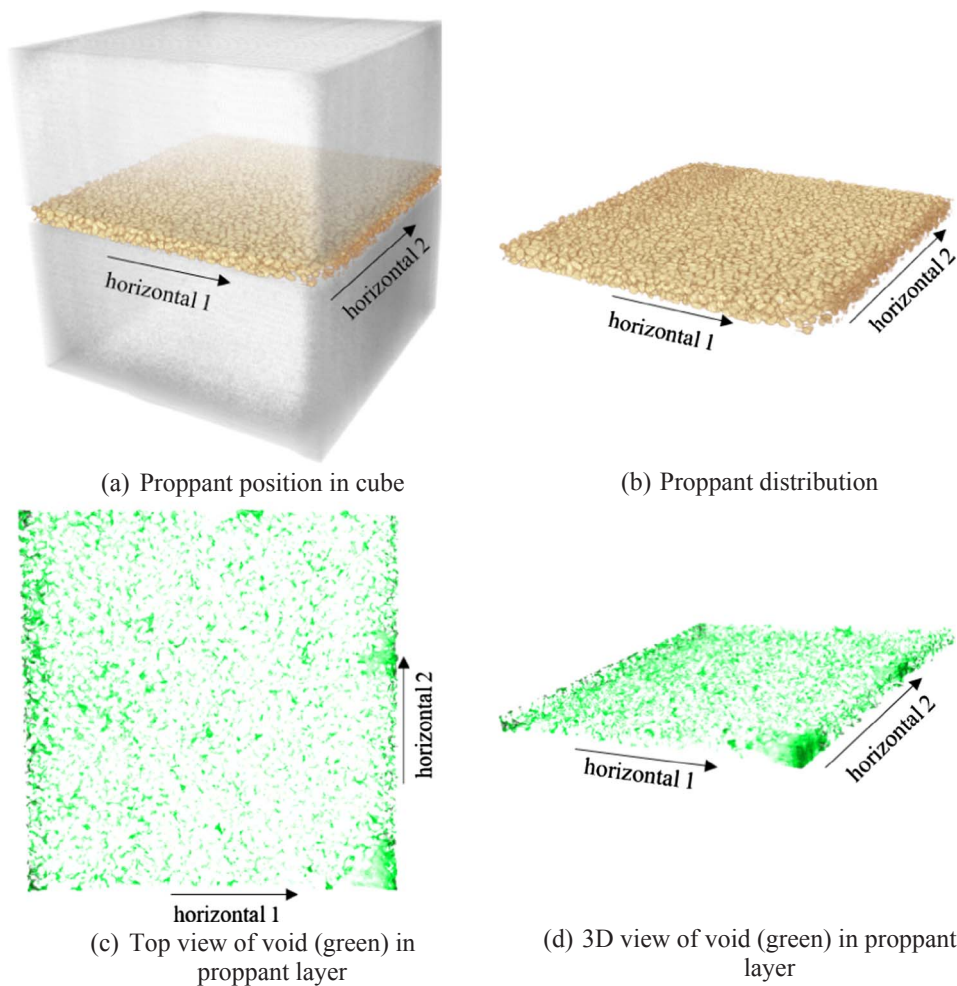 horizontal 1
horizontal 2
horizontal 1
horizontal 2
(a) Proppant position in cube
(b) Proppant distribution
horizontal 2
horizontal 1
horizontal 1
horizontal 2
(c) Top view of void (green) in
proppant layer
(d) 3D view of void (green) in proppant
layer